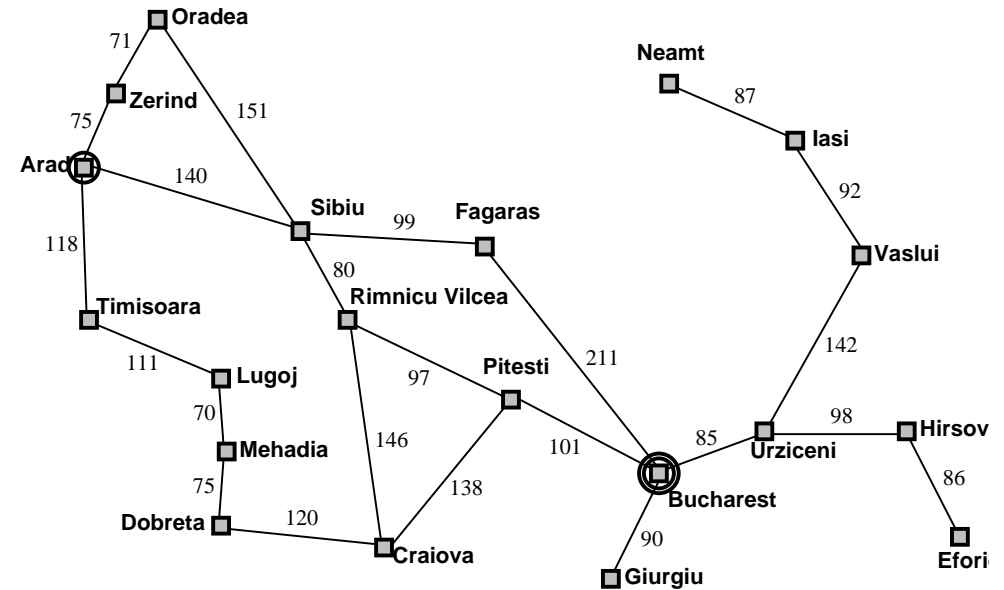 Oradea
71
Neamt
Zerind
87
151
75
Iasi
Arad
140
92
Sibiu
Fagaras
99
118
Vaslui
80
Timisoara
Rimnicu Vilcea
142
111
Pitesti
211
Lugoj
97
70
98
85
Hirsov
146
101
Urziceni
Mehadia
86
75
138
Bucharest
Dobreta
120
90
Craiova
Eforie
Giurgiu